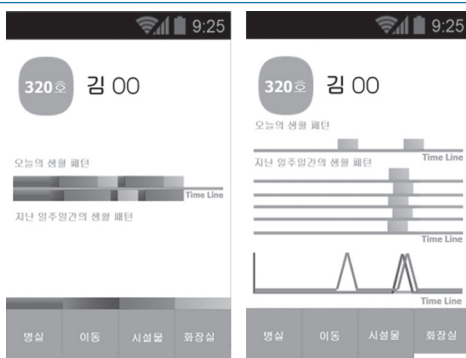 9:25
320호 김 OO
오늘의 생활 패턴
Time Line
지난 일주일간의 생활 패턴
병실 이동 시설물 화장실
9:25
320호 김 OO
오늘의 생활 패턴
Time Line
지난 일주일간의 생활 패턴
Time Line
Time Line
병실 이동 시설물 화장실